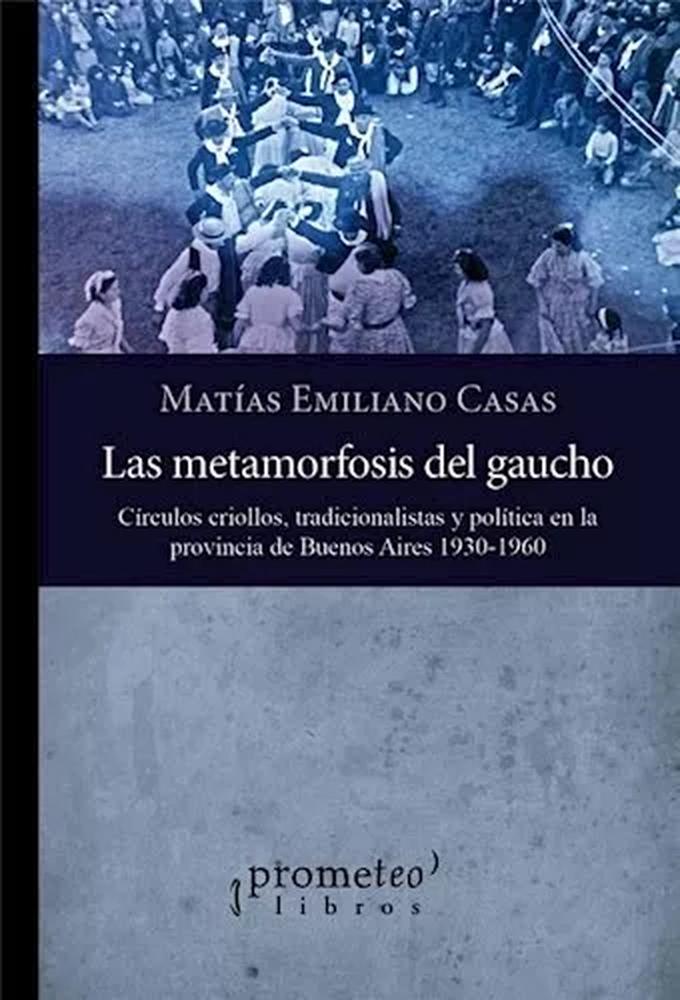 Matías Emiliano Casas
Las metamorfosis del gaucho
Círculos criollos, tradicionalistas y política en la
provincia de Buenos Aires 1930-1960
prometeo
libros